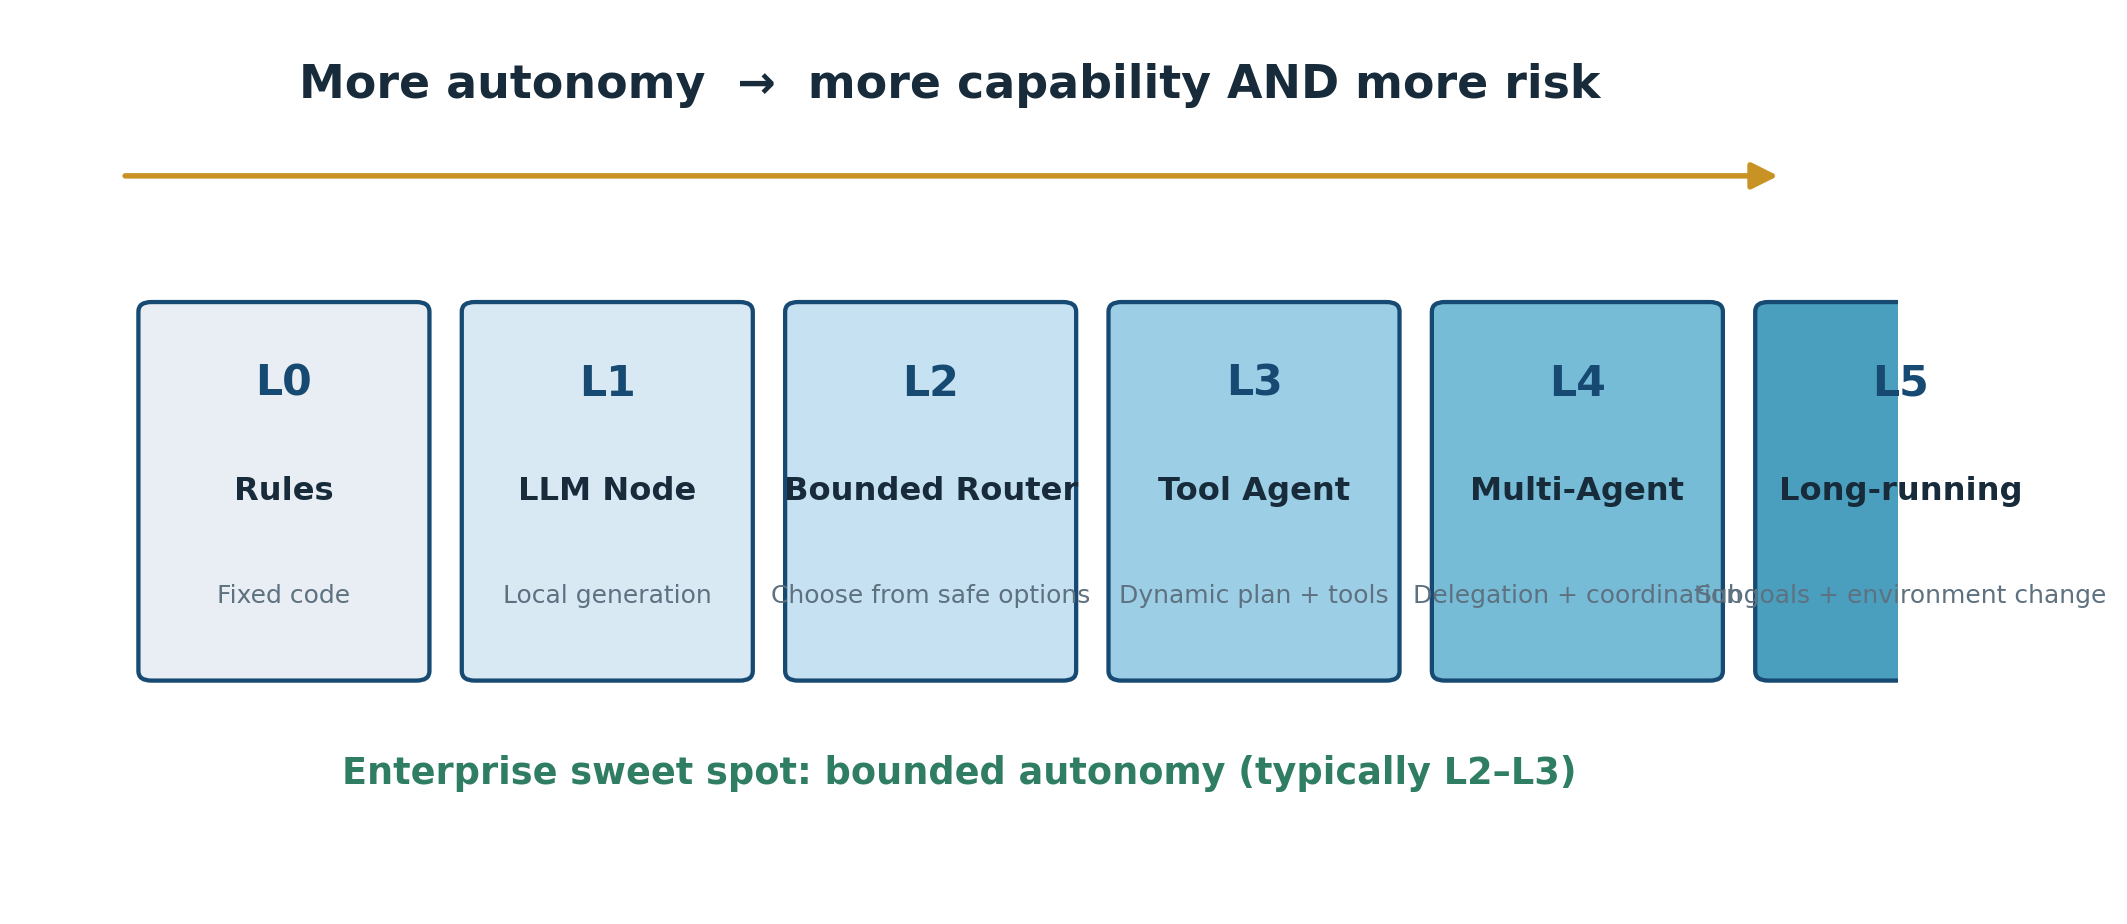 More autonomy → more capability AND more risk
L0
Rules
Fixed code
L1
LLM Node
Local generation
L2
Bounded Router
Choose from safe options
L3
Tool Agent
Dynamic plan + tools
L4
Multi-Agent
Delegation + coordination
L5
Long-running
Subgoals + environment change
Enterprise sweet spot: bounded autonomy (typically L2–L3)